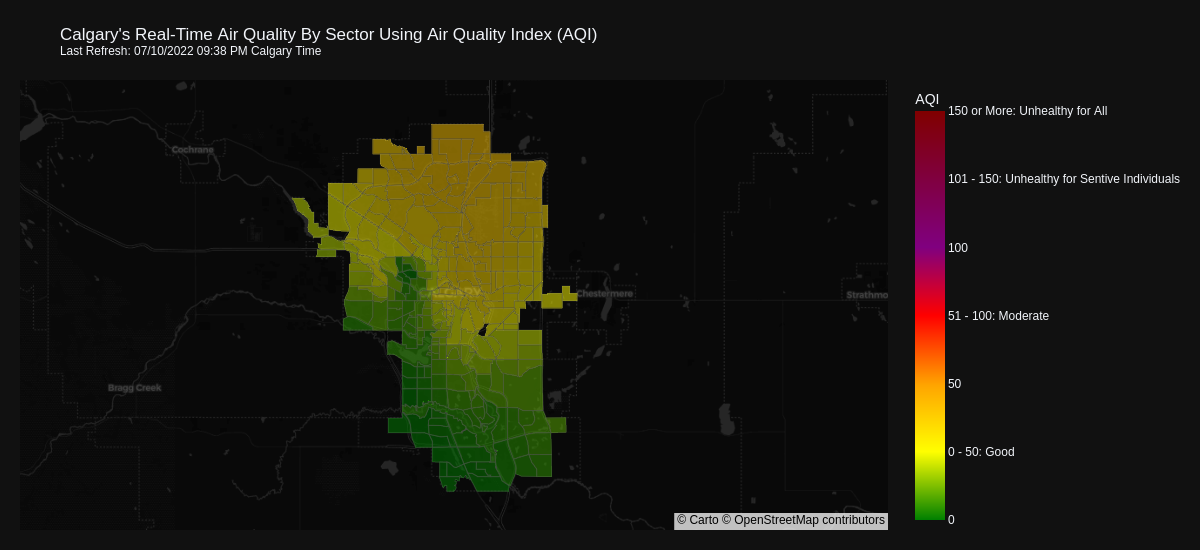 Calgary's Real-Time Air Quality By Sector Using Air Quality Index (AQI)
Last Refresh: 07/10/2022 09:38 PM Calgary Time
AQI
150 or More: Unhealthy for All
Cochrane
101 - 150: Unhealthy for Sentive Individuals
100
Chestermere
Strathmo
51 - 100: Moderate
50
Bragg Creek
0 - 50: Good
0
© Carto © OpenStreetMap contributors